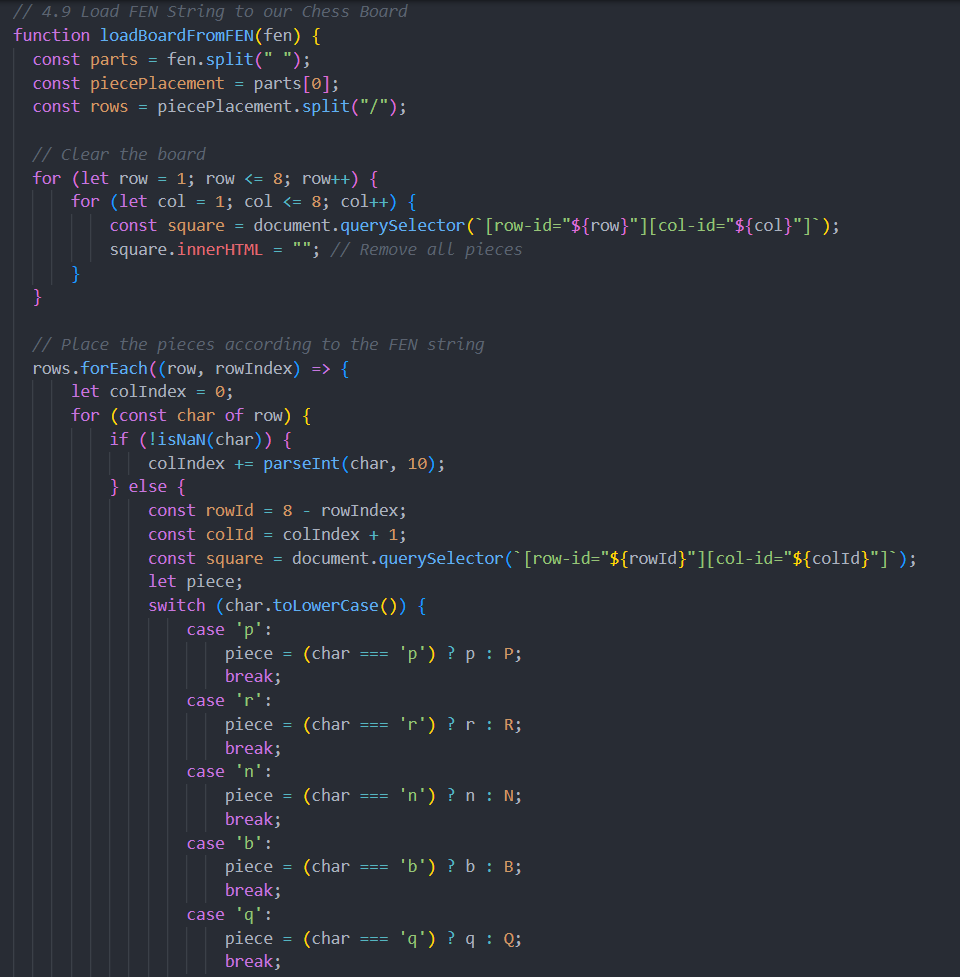 // 4.9 Load FEN String to our Chess Board
function loadBoardFromFEN(fen) {
const parts = fen.split(" ");
const piecePlacement = parts[0];
const rows = piecePlacement.split("/");
// Clear the board
for (let row = 1; row <= 8; row++) {
for (let col = 1; col <= 8; col++) {
const square = document.querySelector(`[row-id="${row}"][col-id="${col}"]`);
square.innerHTML = ""; // Remove all pieces
}
}
// Place the pieces according to the FEN string
rows.forEach((row, rowIndex) => {
let colIndex = 0;
for (const char of row) {
if (!isNaN(char)) {
colIndex += parseInt(char, 10);
} else {
const rowId = 8 - rowIndex;
const colId = colIndex + 1;
const square = document.querySelector(`[row-id="${rowId}"][col-id="${colId}"]`);
let piece;
switch (char.toLowerCase()) {
case 'p':
piece = (char === 'p') ? p : P;
break;
case 'r':
piece = (char === 'r') ? r : R;
break;
case 'n':
piece = (char === 'n') ? n : N;
break;
case 'b':
piece = (char === 'b') ? b : B;
break;
case 'q':
piece = (char === 'q') ? q : Q;
break;